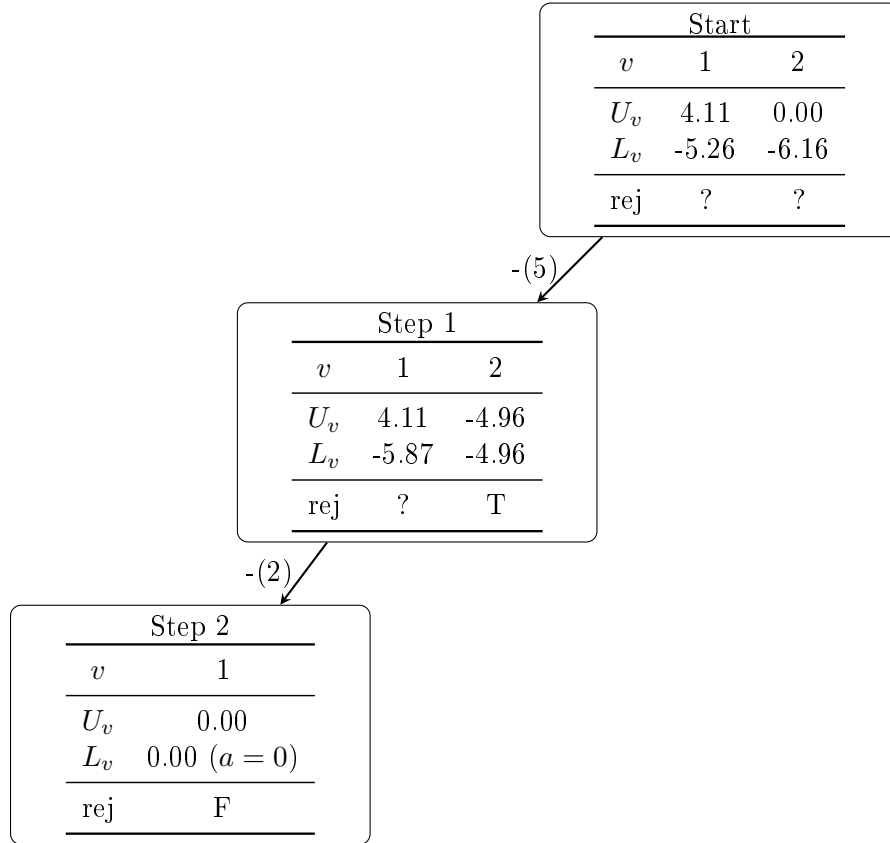 Start
v 1 2
U_v 4.11 0.00
L_v -5.26 -6.16
rej ? ?
-(5)
Step 1
v 1 2
U_v 4.11 -4.96
L_v -5.87 -4.96
rej ? T
-(2)
Step 2
v 1
U_v 0.00
L_v 0.00 (a = 0)
rej F